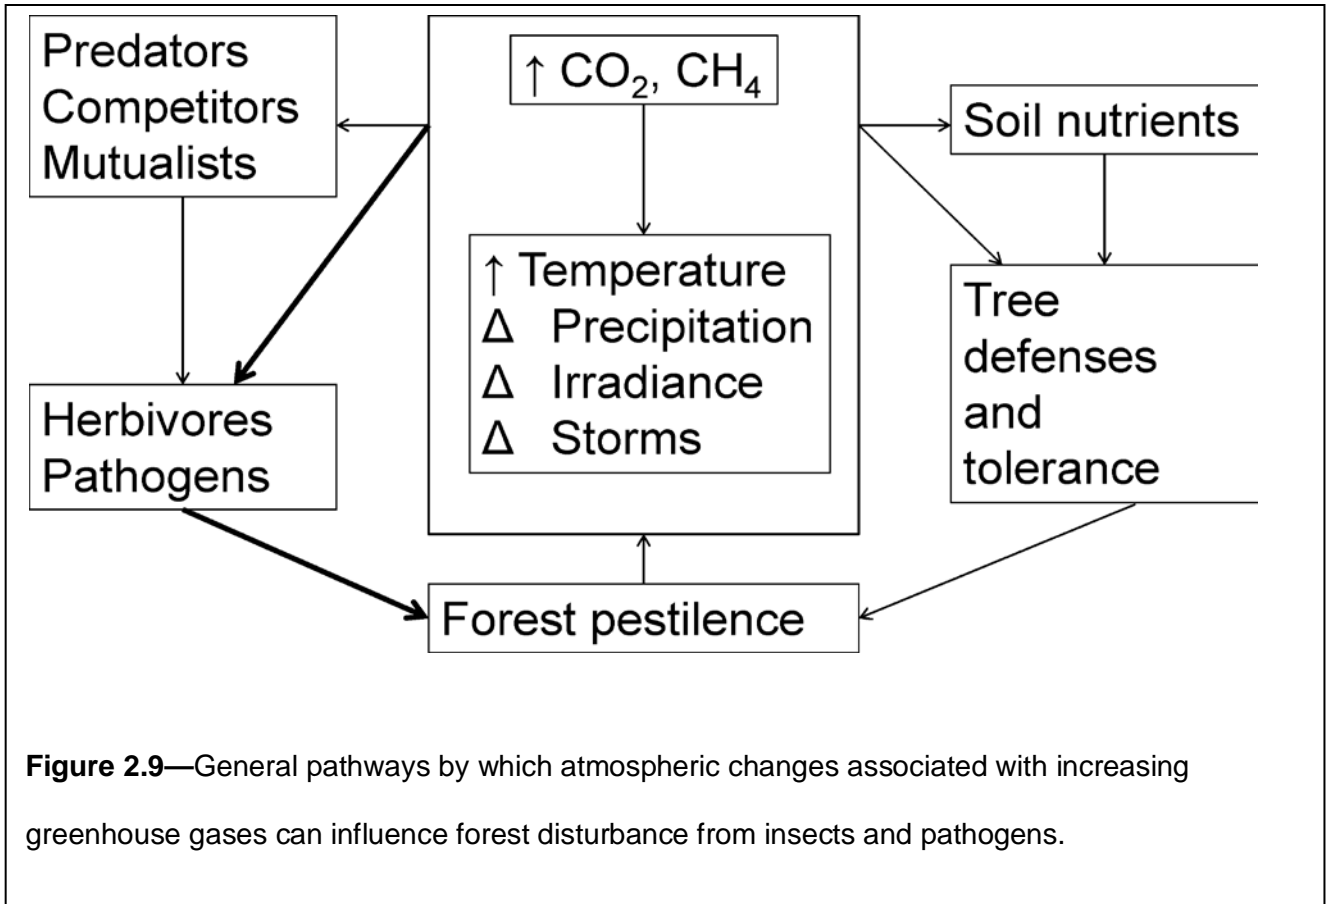 Predators
Competitors
Mutualists
↑ CO₂, CH₄
Soil nutrients
↑ Temperature
Δ Precipitation
Δ Irradiance
Δ Storms
Tree
defenses
and
tolerance
Herbivores
Pathogens
Forest pestilence
Figure 2.9—General pathways by which atmospheric changes associated with increasing
greenhouse gases can influence forest disturbance from insects and pathogens.